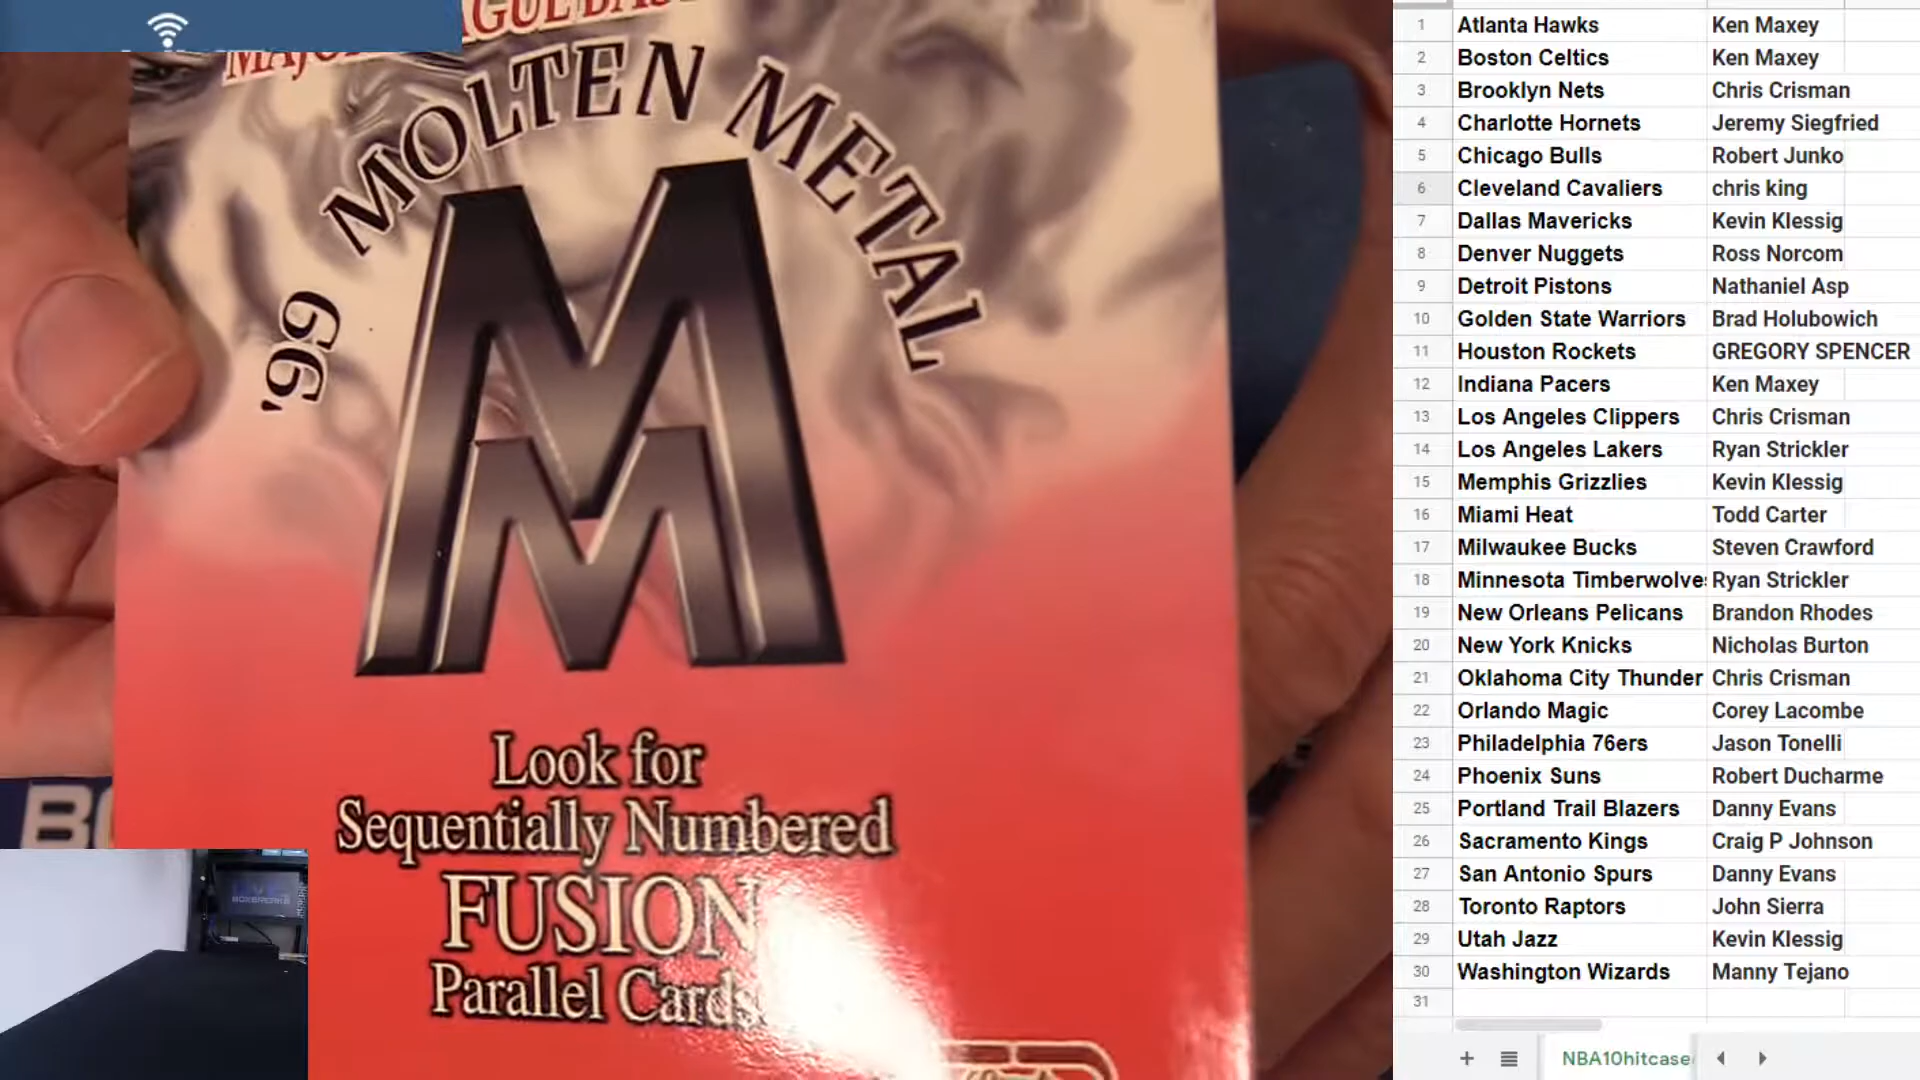 MOLTEN METAL
'99
Look for
Sequentially Numbered
FUSION
Parallel Cards
BO
1 Atlanta Hawks Ken Maxey
2 Boston Celtics Ken Maxey
3 Brooklyn Nets Chris Crisman
4 Charlotte Hornets Jeremy Siegfried
5 Chicago Bulls Robert Junko
6 Cleveland Cavaliers chris king
7 Dallas Mavericks Kevin Klessig
8 Denver Nuggets Ross Norcom
9 Detroit Pistons Nathaniel Asp
10 Golden State Warriors Brad Holubowich
11 Houston Rockets GREGORY SPENCER
12 Indiana Pacers Ken Maxey
13 Los Angeles Clippers Chris Crisman
14 Los Angeles Lakers Ryan Strickler
15 Memphis Grizzlies Kevin Klessig
16 Miami Heat Todd Carter
17 Milwaukee Bucks Steven Crawford
18 Minnesota Timberwolves Ryan Strickler
19 New Orleans Pelicans Brandon Rhodes
20 New York Knicks Nicholas Burton
21 Oklahoma City Thunder Chris Crisman
22 Orlando Magic Corey Lacombe
23 Philadelphia 76ers Jason Tonelli
24 Phoenix Suns Robert Ducharme
25 Portland Trail Blazers Danny Evans
26 Sacramento Kings Craig P Johnson
27 San Antonio Spurs Danny Evans
28 Toronto Raptors John Sierra
29 Utah Jazz Kevin Klessig
30 Washington Wizards Manny Tejano
31
NBA10hitcase